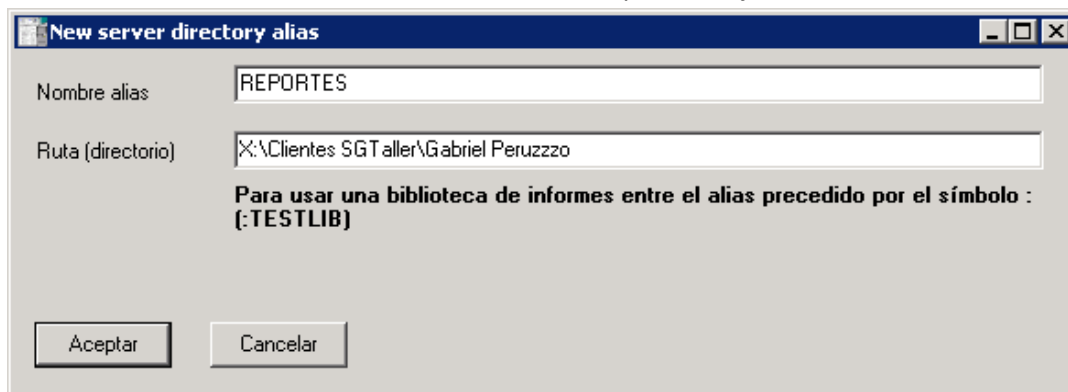 New server directory alias
Nombre alias
REPORTES
Ruta (directorio)
X:\Clientes SGTaller\Gabriel Peruzzzo
Para usar una biblioteca de informes entre el alias precedido por el símbolo :
(:TESTLIB)
Aceptar
Cancelar